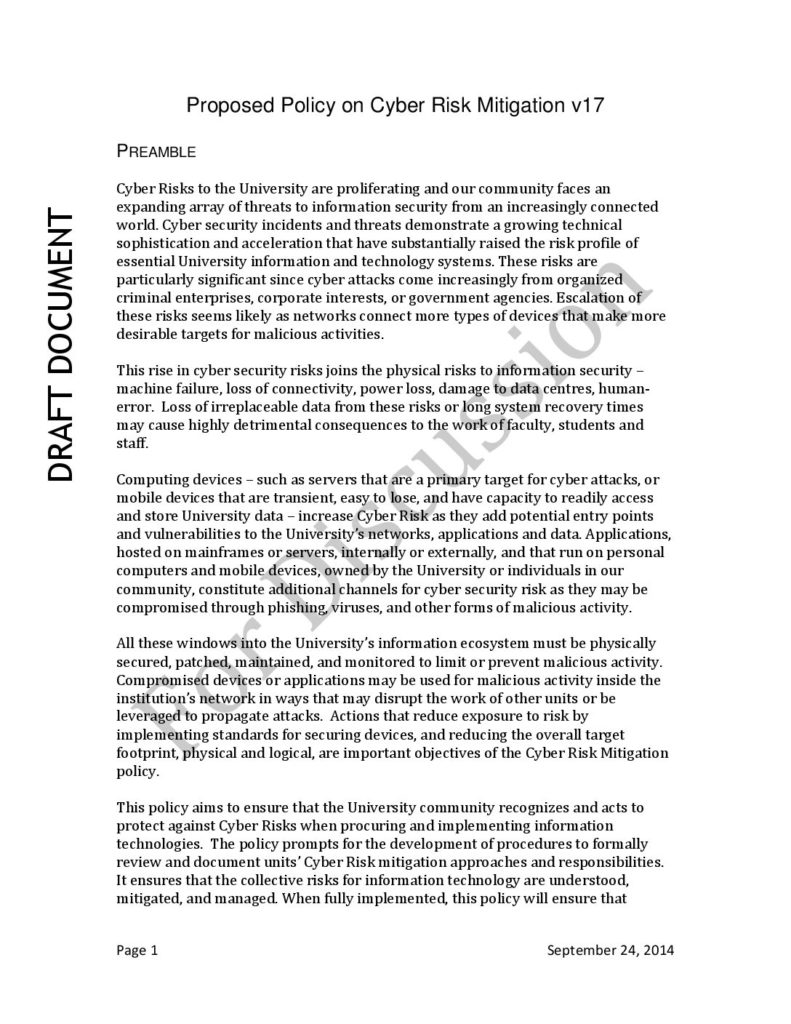 Proposed Policy on Cyber Risk Mitigation v17
PREAMBLE
Cyber Risks to the University are proliferating and our community faces an
expanding array of threats to information security from an increasingly connected
world. Cyber security incidents and threats demonstrate a growing technical
sophistication and acceleration that have substantially raised the risk profile of
essential University information and technology systems. These risks are
particularly significant since cyber attacks come increasingly from organized
criminal enterprises, corporate interests, or government agencies. Escalation of
these risks seems likely as networks connect more types of devices that make more
desirable targets for malicious activities.
This rise in cyber security risks joins the physical risks to information security –
machine failure, loss of connectivity, power loss, damage to data centres, human-
error.  Loss of irreplaceable data from these risks or long system recovery times
may cause highly detrimental consequences to the work of faculty, students and
staff.
Computing devices – such as servers that are a primary target for cyber attacks, or
mobile devices that are transient, easy to lose, and have capacity to readily access
and store University data – increase Cyber Risk as they add potential entry points
and vulnerabilities to the University's networks, applications and data. Applications,
hosted on mainframes or servers, internally or externally, and that run on personal
computers and mobile devices, owned by the University or individuals in our
community, constitute additional channels for cyber security risk as they may be
compromised through phishing, viruses, and other forms of malicious activity.
All these windows into the University's information ecosystem must be physically
secured, patched, maintained, and monitored to limit or prevent malicious activity.
Compromised devices or applications may be used for malicious activity inside the
institution's network in ways that may disrupt the work of other units or be
leveraged to propagate attacks.  Actions that reduce exposure to risk by
implementing standards for securing devices, and reducing the overall target
footprint, physical and logical, are important objectives of the Cyber Risk Mitigation
policy.
This policy aims to ensure that the University community recognizes and acts to
protect against Cyber Risks when procuring and implementing information
technologies.  The policy prompts for the development of procedures to formally
review and document units' Cyber Risk mitigation approaches and responsibilities.
It ensures that the collective risks for information technology are understood,
mitigated, and managed. When fully implemented, this policy will ensure that
Page 1
September 24, 2014
DRAFT DOCUMENT
For Discussion